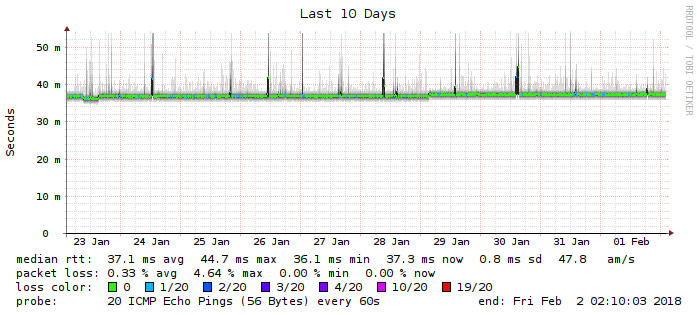 Last 10 Days
RRDTOOL / TOBI OETIKER
Seconds
50 m
40 m
30 m
20 m
10 m
0
23 Jan 24 Jan 25 Jan 26 Jan 27 Jan 28 Jan 29 Jan 30 Jan 31 Jan 01 Feb
median rtt: 37.1 ms avg 44.7 ms max 36.1 ms min 37.3 ms now 0.8 ms sd 47.8 am/s
packet loss: 0.33 % avg 4.64 % max 0.00 % min 0.00 % now
loss color: 0 1/20 2/20 3/20 4/20 10/20 19/20
probe: 20 ICMP Echo Pings (56 Bytes) every 60s end: Fri Feb 2 02:10:03 2018